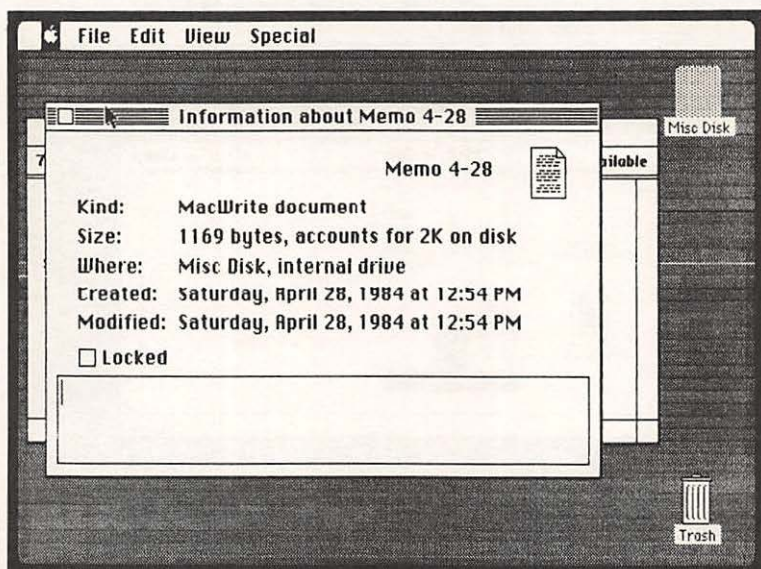 File Edit View Special
Information about Memo 4-28
Misc Disk
7
ailable
Memo 4-28
Kind: MacWrite document
Size: 1169 bytes, accounts for 2K on disk
Where: Misc Disk, internal drive
Created: Saturday, April 28, 1984 at 12:54 PM
Modified: Saturday, April 28, 1984 at 12:54 PM
Locked
Trash